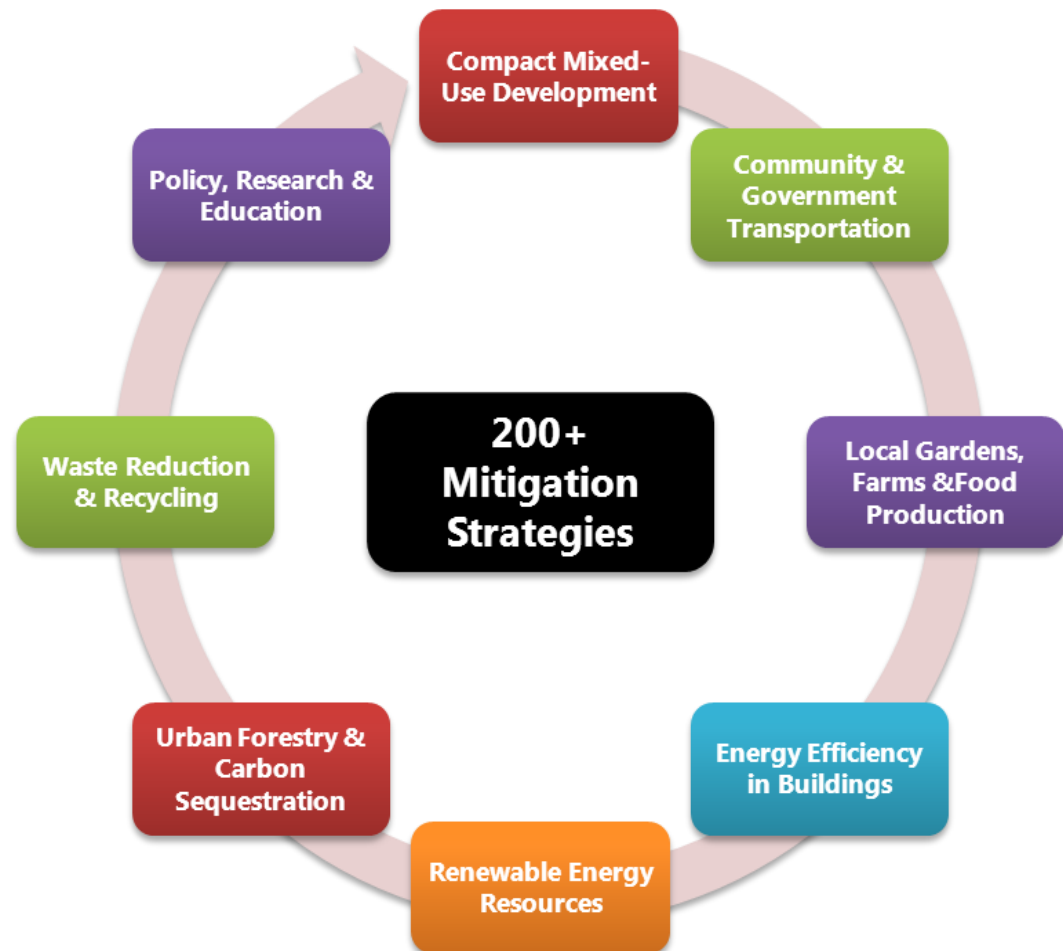 Compact Mixed-
Use Development
Community &
Government
Transportation
Local Gardens,
Farms &Food
Production
Energy Efficiency
in Buildings
Renewable Energy
Resources
Urban Forestry &
Carbon
Sequestration
Waste Reduction
& Recycling
Policy, Research &
Education
200+
Mitigation
Strategies